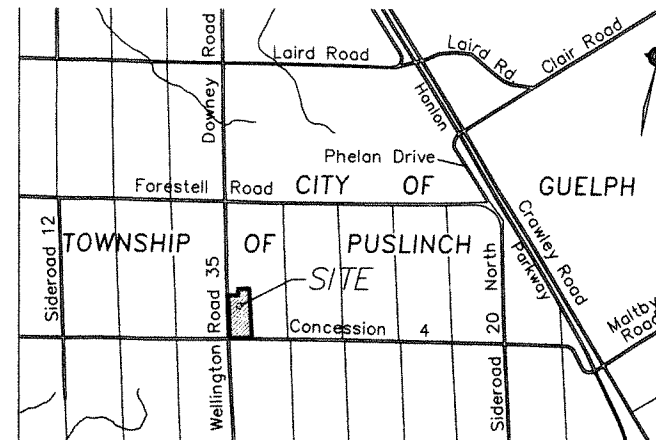 Laird Road
Laird Rd
Clair Road
Downey Road
Hanlon
Phelan Drive
Forestell Road
CITY OF GUELPH
Sideroad 12
TOWNSHIP OF PUSLINCH
Crawley Road
Parkway
SITE
Wellington Road 35
Concession 4
Sideroad 20 North
Maltby
Road